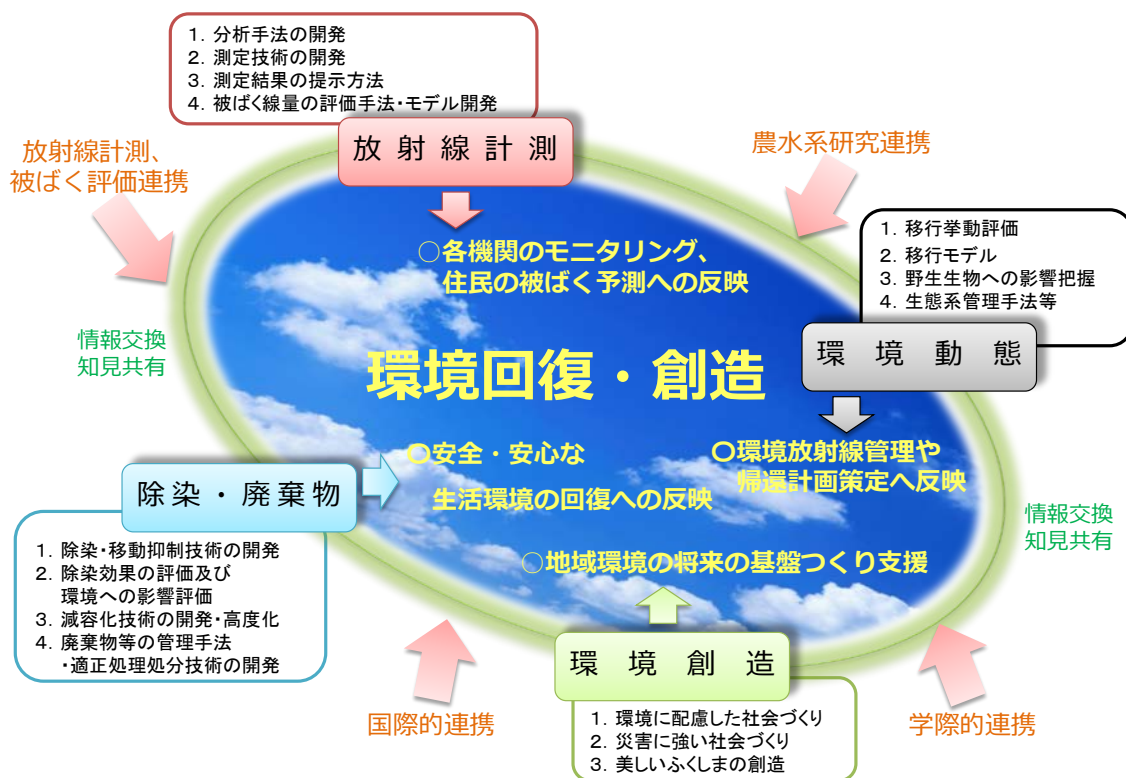 1. 分析手法の開発
2. 測定技術の開発
3. 測定結果の提示方法
4. 被ばく線量の評価手法・モデル開発
放射線計測
放射線計測、
被ばく評価連携
農水系研究連携
○各機関のモニタリング、
住民の被ばく予測への反映
1. 移行挙動評価
2. 移行モデル
3. 野生生物への影響把握
4. 生態系管理手法等
環境動態
情報交換
知見共有
環境回復・創造
○安全・安心な
生活環境の回復への反映
○環境放射線管理や
帰還計画策定へ反映
除染・廃棄物
1. 除染・移動抑制技術の開発
2. 除染効果の評価及び
環境への影響評価
3. 減容化技術の開発・高度化
4. 廃棄物等の管理手法
・適正処理処分技術の開発
情報交換
知見共有
○地域環境の将来の基盤つくり支援
環境創造
1. 環境に配慮した社会づくり
2. 災害に強い社会づくり
3. 美しいふくしまの創造
国際的連携
学際的連携